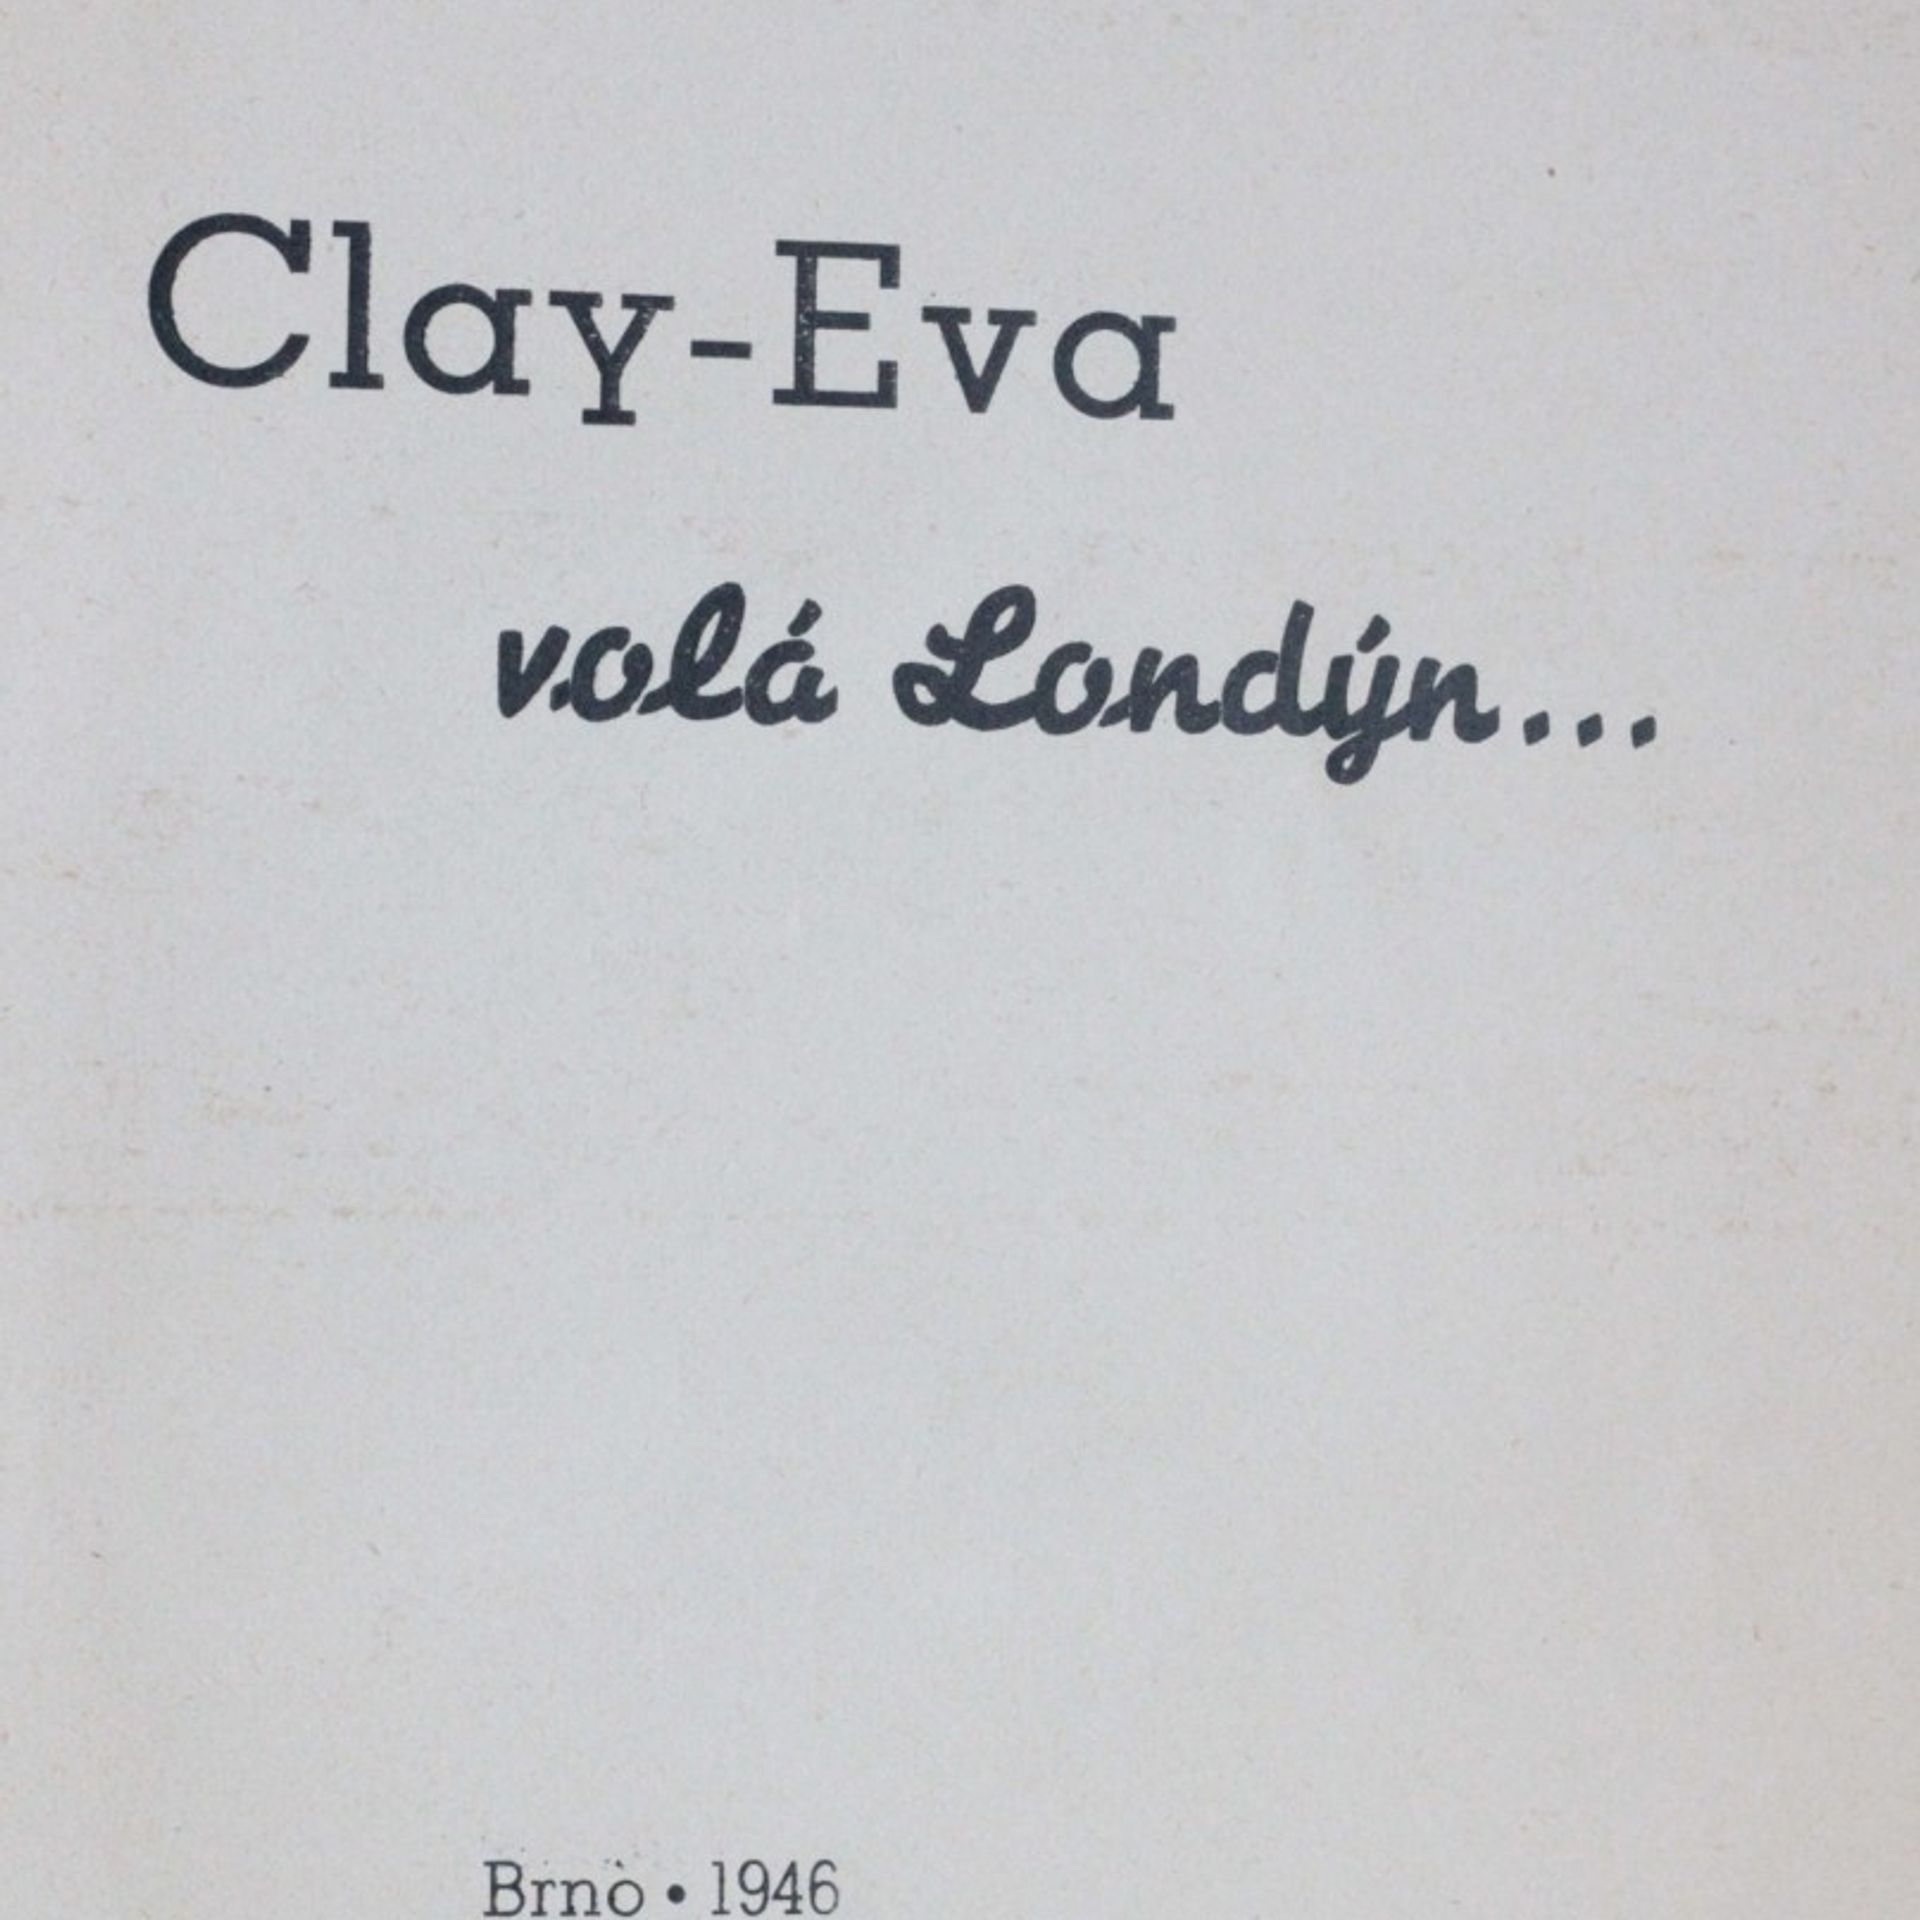 Clay-Eva
volá Londýn...
Brno • 1946